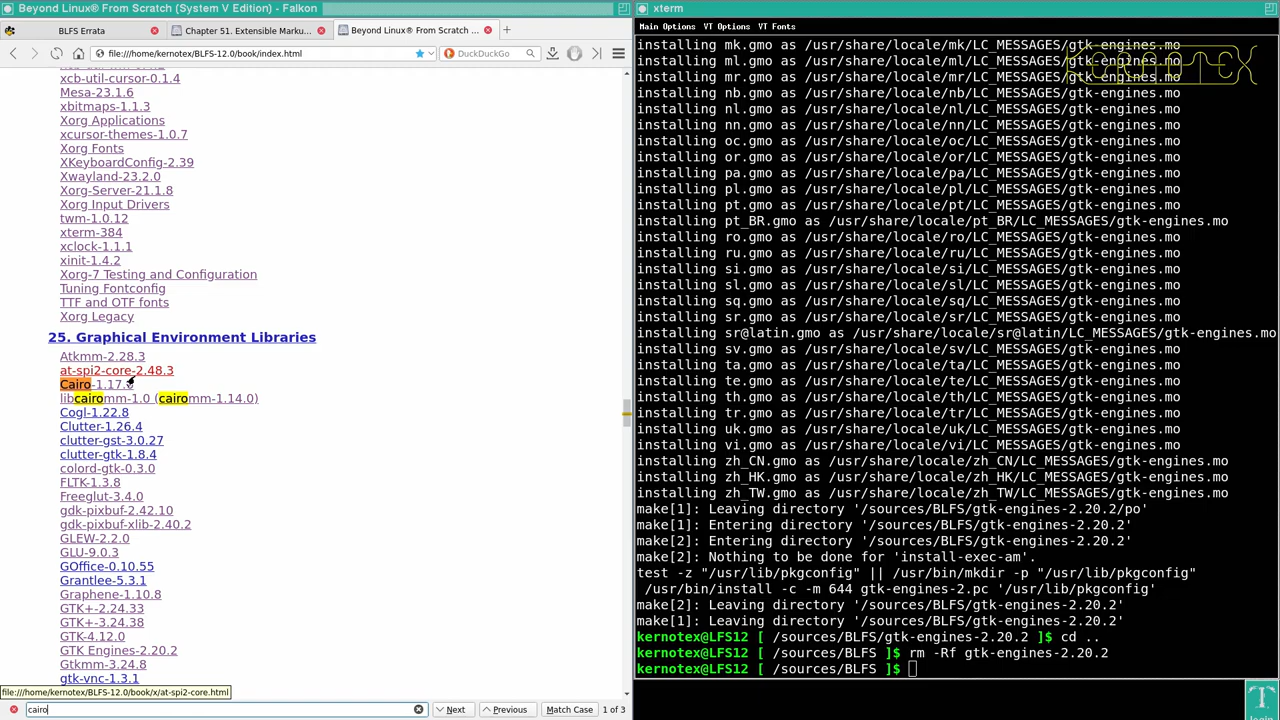 Beyond Linux® From Scratch (System V Edition) - Falkon
BLFS Errata
Chapter 51. Extensible Marku...
Beyond Linux® From Scratch ...
file:///home/kernotex/BLFS-12.0/book/index.html
DuckDuckGo
xcb-util-cursor-0.1.4
Mesa-23.1.6
xbitmaps-1.1.3
Xorg Applications
xcursor-themes-1.0.7
Xorg Fonts
XKeyboardConfig-2.39
Xwayland-23.2.0
Xorg-Server-21.1.8
Xorg Input Drivers
twm-1.0.12
xterm-384
xclock-1.1.1
xinit-1.4.2
Xorg-7 Testing and Configuration
Tuning Fontconfig
TTF and OTF fonts
Xorg Legacy
25. Graphical Environment Libraries
Atkmm-2.28.3
at-spi2-core-2.48.3
Cairo-1.17.
libcairomm-1.0 (cairomm-1.14.0)
Cogl-1.22.8
Clutter-1.26.4
clutter-gst-3.0.27
clutter-gtk-1.8.4
colord-gtk-0.3.0
FLTK-1.3.8
Freeglut-3.4.0
gdk-pixbuf-2.42.10
gdk-pixbuf-xlib-2.40.2
GLEW-2.2.0
GLU-9.0.3
GOffice-0.10.55
Grantlee-5.3.1
Graphene-1.10.8
GTK+-2.24.33
GTK+-3.24.38
GTK-4.12.0
GTK Engines-2.20.2
Gtkmm-3.24.8
gtk-vnc-1.3.1
file:///home/kernotex/BLFS-12.0/book/x/at-spi2-core.html
cairo
Next
Previous
Match Case
1 of 3
xterm
Main Options VT Options VT Fonts
installing mk.gmo as /usr/share/locale/mk/LC_MESSAGES/gtk-engines.mo
installing ml.gmo as /usr/share/locale/ml/LC_MESSAGES/gtk-engines.mo
installing mr.gmo as /usr/share/locale/mr/LC_MESSAGES/gtk-engines.mo
installing nb.gmo as /usr/share/locale/nb/LC_MESSAGES/gtk-engines.mo
installing nl.gmo as /usr/share/locale/nl/LC_MESSAGES/gtk-engines.mo
installing nn.gmo as /usr/share/locale/nn/LC_MESSAGES/gtk-engines.mo
installing oc.gmo as /usr/share/locale/oc/LC_MESSAGES/gtk-engines.mo
installing or.gmo as /usr/share/locale/or/LC_MESSAGES/gtk-engines.mo
installing pa.gmo as /usr/share/locale/pa/LC_MESSAGES/gtk-engines.mo
installing pl.gmo as /usr/share/locale/pl/LC_MESSAGES/gtk-engines.mo
installing pt.gmo as /usr/share/locale/pt/LC_MESSAGES/gtk-engines.mo
installing pt_BR.gmo as /usr/share/locale/pt_BR/LC_MESSAGES/gtk-engines.mo
installing ro.gmo as /usr/share/locale/ro/LC_MESSAGES/gtk-engines.mo
installing ru.gmo as /usr/share/locale/ru/LC_MESSAGES/gtk-engines.mo
installing si.gmo as /usr/share/locale/si/LC_MESSAGES/gtk-engines.mo
installing sl.gmo as /usr/share/locale/sl/LC_MESSAGES/gtk-engines.mo
installing sq.gmo as /usr/share/locale/sq/LC_MESSAGES/gtk-engines.mo
installing sr.gmo as /usr/share/locale/sr/LC_MESSAGES/gtk-engines.mo
installing sr@latin.gmo as /usr/share/locale/sr@latin/LC_MESSAGES/gtk-engines.mo
installing sv.gmo as /usr/share/locale/sv/LC_MESSAGES/gtk-engines.mo
installing ta.gmo as /usr/share/locale/ta/LC_MESSAGES/gtk-engines.mo
installing te.gmo as /usr/share/locale/te/LC_MESSAGES/gtk-engines.mo
installing th.gmo as /usr/share/locale/th/LC_MESSAGES/gtk-engines.mo
installing tr.gmo as /usr/share/locale/tr/LC_MESSAGES/gtk-engines.mo
installing uk.gmo as /usr/share/locale/uk/LC_MESSAGES/gtk-engines.mo
installing vi.gmo as /usr/share/locale/vi/LC_MESSAGES/gtk-engines.mo
installing zh_CN.gmo as /usr/share/locale/zh_CN/LC_MESSAGES/gtk-engines.mo
installing zh_HK.gmo as /usr/share/locale/zh_HK/LC_MESSAGES/gtk-engines.mo
installing zh_TW.gmo as /usr/share/locale/zh_TW/LC_MESSAGES/gtk-engines.mo
make[1]: Leaving directory '/sources/BLFS/gtk-engines-2.20.2/po'
make[1]: Entering directory '/sources/BLFS/gtk-engines-2.20.2'
make[2]: Entering directory '/sources/BLFS/gtk-engines-2.20.2'
make[2]: Nothing to be done for 'install-exec-am'.
test -z "/usr/lib/pkgconfig" || /usr/bin/mkdir -p "/usr/lib/pkgconfig"
/usr/bin/install -c -m 644 gtk-engines-2.pc '/usr/lib/pkgconfig'
make[2]: Leaving directory '/sources/BLFS/gtk-engines-2.20.2'
make[1]: Leaving directory '/sources/BLFS/gtk-engines-2.20.2'
kernotex@LFS12 [ /sources/BLFS/gtk-engines-2.20.2 ]$ cd ..
kernotex@LFS12 [ /sources/BLFS ]$ rm -Rf gtk-engines-2.20.2
kernotex@LFS12 [ /sources/BLFS ]$
KERNOTEX
login